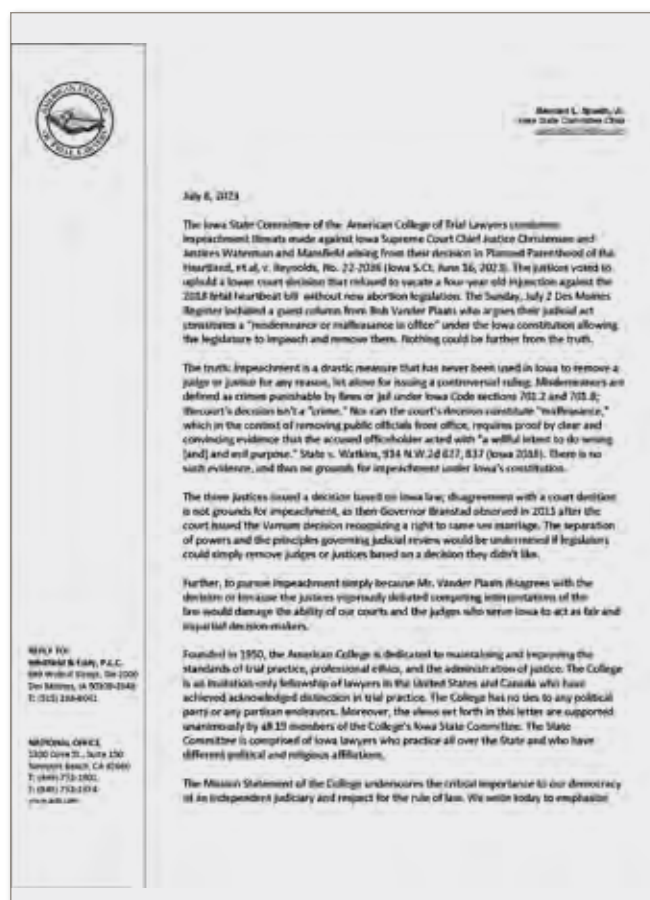 AMERICAN COLLEGE
OF TRIAL LAWYERS
Iowa State Committee Chair
July 6, 2023
The Iowa State Committee of the American College of Trial Lawyers condemns
impeachment threats made against Iowa Supreme Court Chief Justice Christensen and
Justices Waterman and Mansfield arising from their decision in Planned Parenthood of the
Heartland, et al, v. Reynolds, No. 22-2036 (Iowa S.Ct. June 16, 2023). The justices voted to
uphold a lower court decision that refused to vacate a four-year old injunction against the
2018 fetal heartbeat bill without new abortion legislation. The Sunday, July 2 Des Moines
Register included a guest column from Bob Vander Plaats who argues their judicial act
constitutes a "misdemeanor or malfeasance in office" under the Iowa constitution allowing
the legislature to impeach and remove them. Nothing could be further from the truth.
The truth: Impeachment is a drastic measure that has never been used in Iowa to remove a
judge or justice for any reason, let alone for issuing a controversial ruling. Misdemeanors are
defined as crimes punishable by fines or jail under Iowa Code sections 701.2 and 701.8;
the court's decision isn't a "crime." Nor can the court's decision constitute "malfeasance,"
which in the context of removing public officials from office, requires proof by clear and
convincing evidence that the accused officeholder acted with "a willful intent to do wrong
[and] and evil purpose." State v. Watkins, 914 N.W.2d 827, 837 (Iowa 2018). There is no
such evidence, and thus no grounds for impeachment under Iowa's constitution.
The three justices issued a decision based on Iowa law; disagreement with a court decision
is not grounds for impeachment, as then Governor Branstad observed in 2011 after the
court issued the Varnum decision recognizing a right to same sex marriage. The separation
of powers and the principles governing judicial review would be undermined if legislators
could simply remove judges or justices based on a decision they didn't like.
Further, to pursue impeachment simply because Mr. Vander Plaats disagrees with the
decision or because the justices vigorously debated competing interpretations of the
law would damage the ability of our courts and the judges who serve Iowa to act as fair and
impartial decision-makers.
Founded in 1950, the American College is dedicated to maintaining and improving the
standards of trial practice, professional ethics, and the administration of justice. The College
is an invitation-only fellowship of lawyers in the United States and Canada who have
achieved acknowledged distinction in trial practice. The College has no ties to any political
party or any partisan endeavors. Moreover, the views set forth in this letter are supported
unanimously by all 19 members of the College's Iowa State Committee. The State
Committee is comprised of Iowa lawyers who practice all over the State and who have
different political and religious affiliations.
The Mission Statement of the College underscores the critical importance to our democracy
of an independent judiciary and respect for the rule of law. We write today to emphasize
REPLY TO:
Whitfield & Eddy, P.L.C.
NATIONAL OFFICE